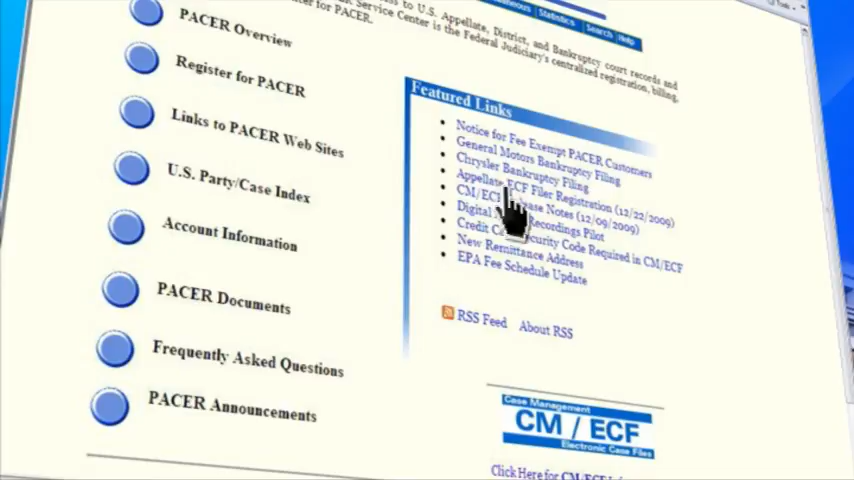 Statistics Search Help
to U.S. Appellate, District, and Bankruptcy court records and
for PACER. Service Center is the Federal Judiciary's centralized registration, billing,
PACER Overview
Register for PACER
Links to PACER Web Sites
U.S. Party/Case Index
Account Information
PACER Documents
Frequently Asked Questions
PACER Announcements
Featured Links
Notice for Fee Exempt PACER Customers
General Motors Bankruptcy Filing
Chrysler Bankruptcy Filing
Appellate ECF Filer Registration (12/22/2009)
CM/ECF Notes (12/09/2009)
Digital Recordings Pilot
Credit Security Code Required in CM/ECF
New Remittance Address
EPA Fee Schedule Update
RSS Feed About RSS
Case Management
CM / ECF
Electronic Case Files
Click Here for CM/ECF